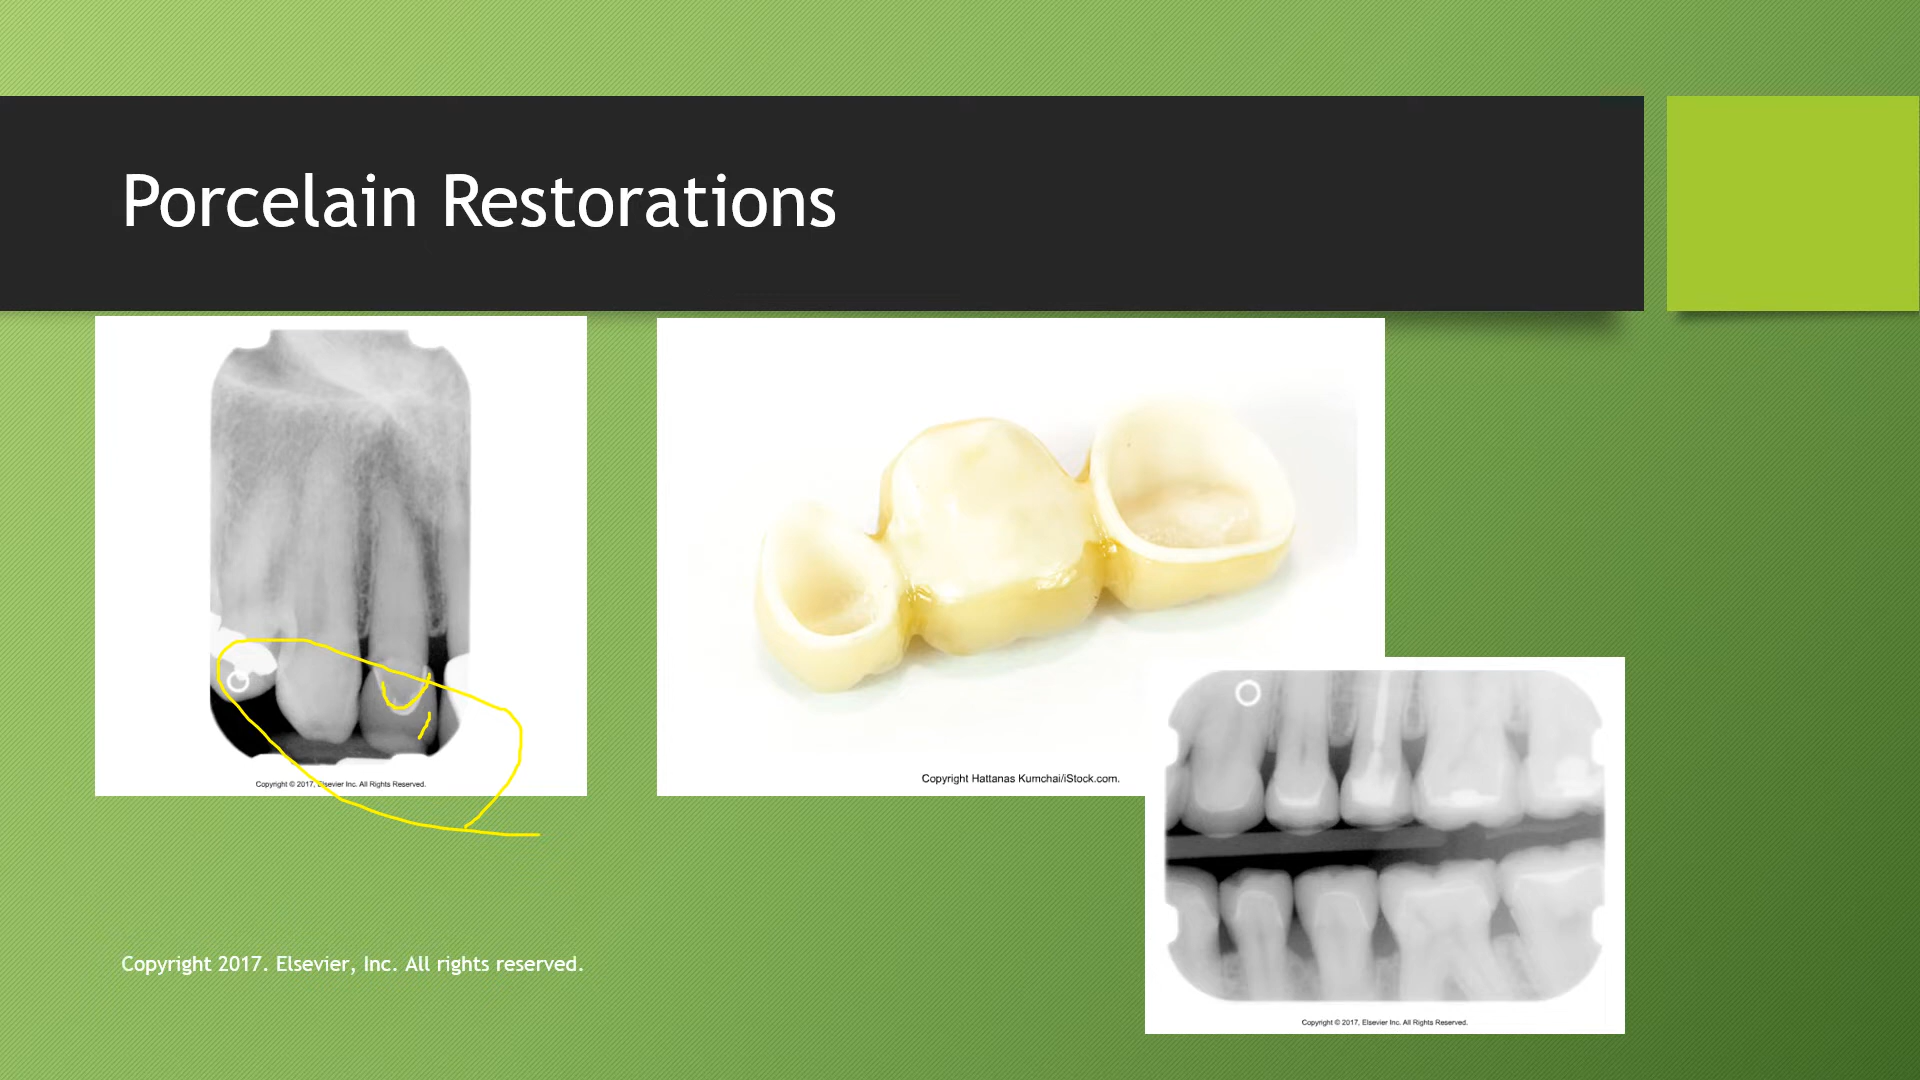 Porcelain Restorations
Copyright © 2017, Elsevier Inc. All Rights Reserved.
Copyright Hattanas Kumchai/iStock.com.
Copyright © 2017, Elsevier Inc. All Rights Reserved.
Copyright 2017. Elsevier, Inc. All rights reserved.